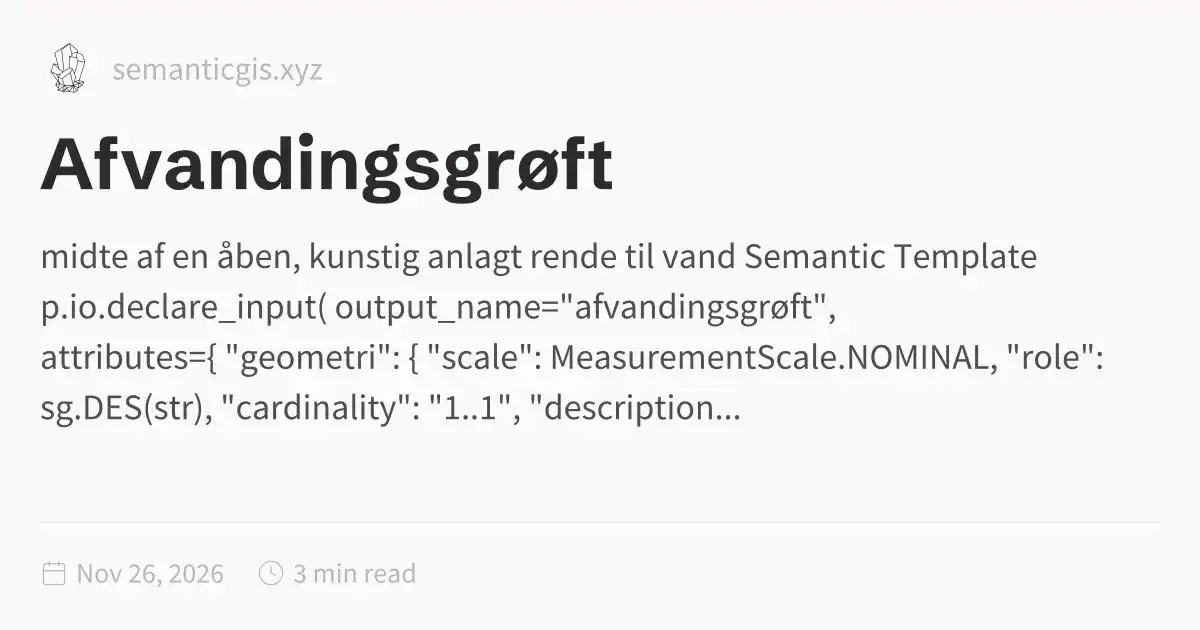 semanticgis.xyz
Afvandingsgrøft
midte af en åben, kunstig anlagt rende til vand Semantic Template
p.io.declare_input( output_name="afvandingsgrøft",
attributes={ "geometri": { "scale": MeasurementScale.NOMINAL, "role":
sg.DES(str), "cardinality": "1..1", "description...
Nov 26, 2026 3 min read